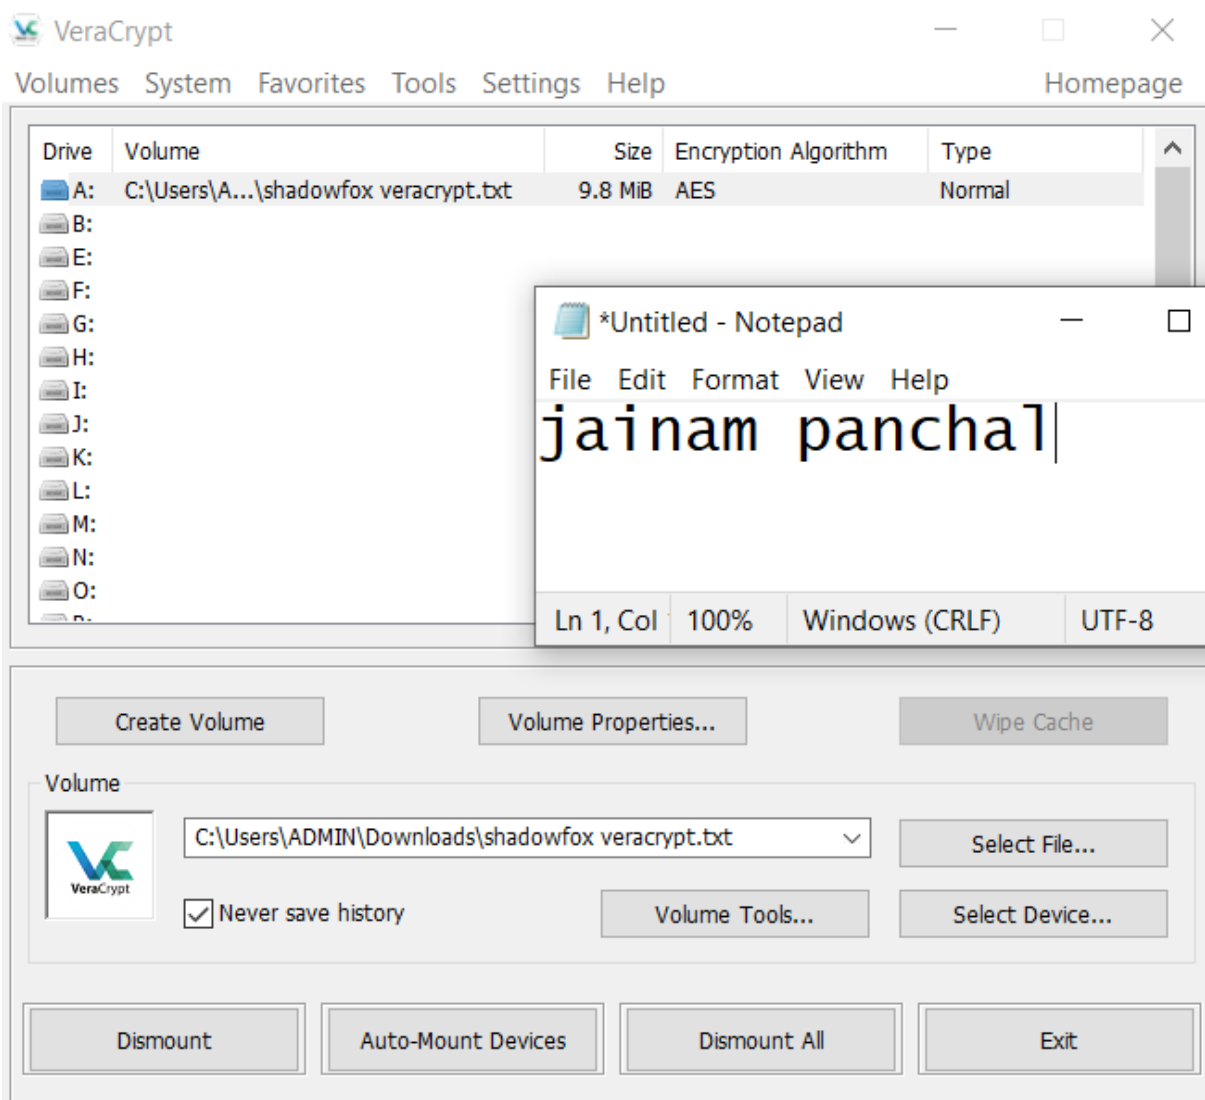 VeraCrypt
Volumes System Favorites Tools Settings Help Homepage
Drive Volume Size Encryption Algorithm Type
A: C:\Users\A...\shadowfox veracrypt.txt 9.8 MiB AES Normal
B:
E:
F:
G:
H:
I:
J:
K:
L:
M:
N:
O:
*Untitled - Notepad
File Edit Format View Help
jainam panchal
Ln 1, Col 100% Windows (CRLF) UTF-8
Create Volume Volume Properties... Wipe Cache
Volume
C:\Users\ADMIN\Downloads\shadowfox veracrypt.txt Select File...
VeraCrypt
Never save history Volume Tools... Select Device...
Dismount Auto-Mount Devices Dismount All Exit